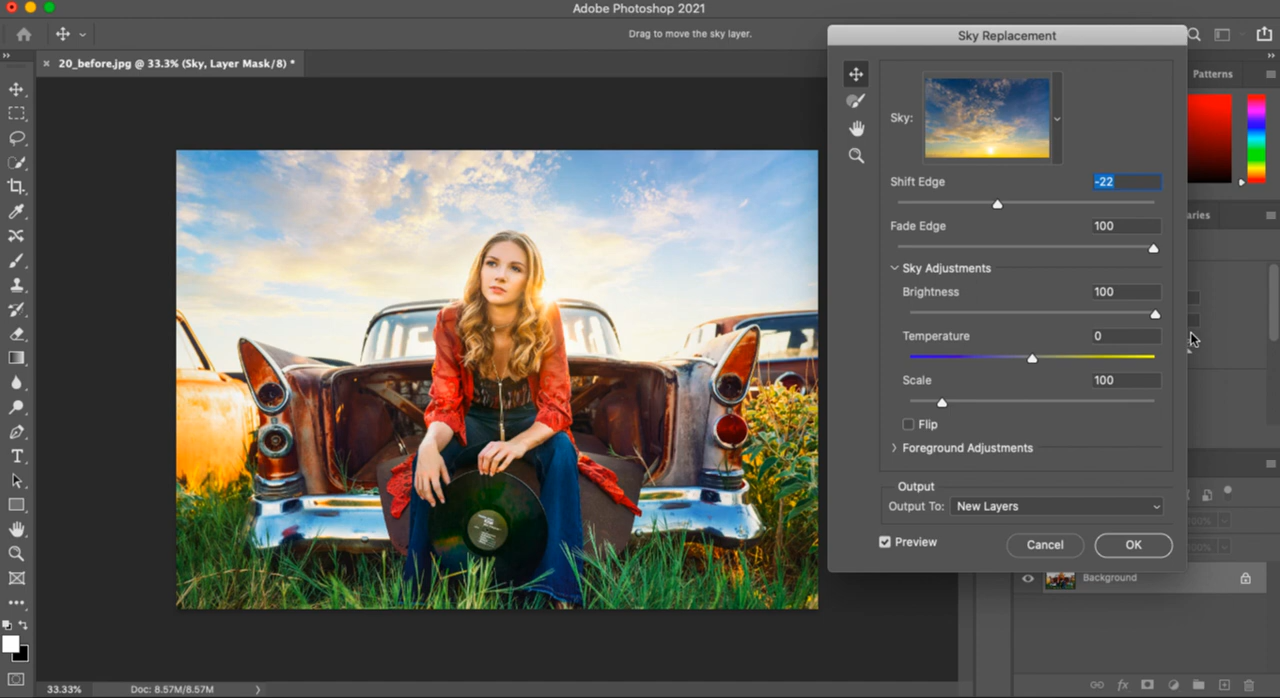 Adobe Photoshop 2021
Drag to move the sky layer.
20_before.jpg @ 33.3% (Sky, Layer Mask/8) *
Sky Replacement
Patterns
Sky:
Shift Edge -22
aries
Fade Edge 100
Sky Adjustments
Brightness 100
Temperature 0
Scale 100
Flip
Foreground Adjustments
Output
Output To: New Layers
Preview
Cancel
OK
Background
33.33%
Doc: 8.57M/8.57M